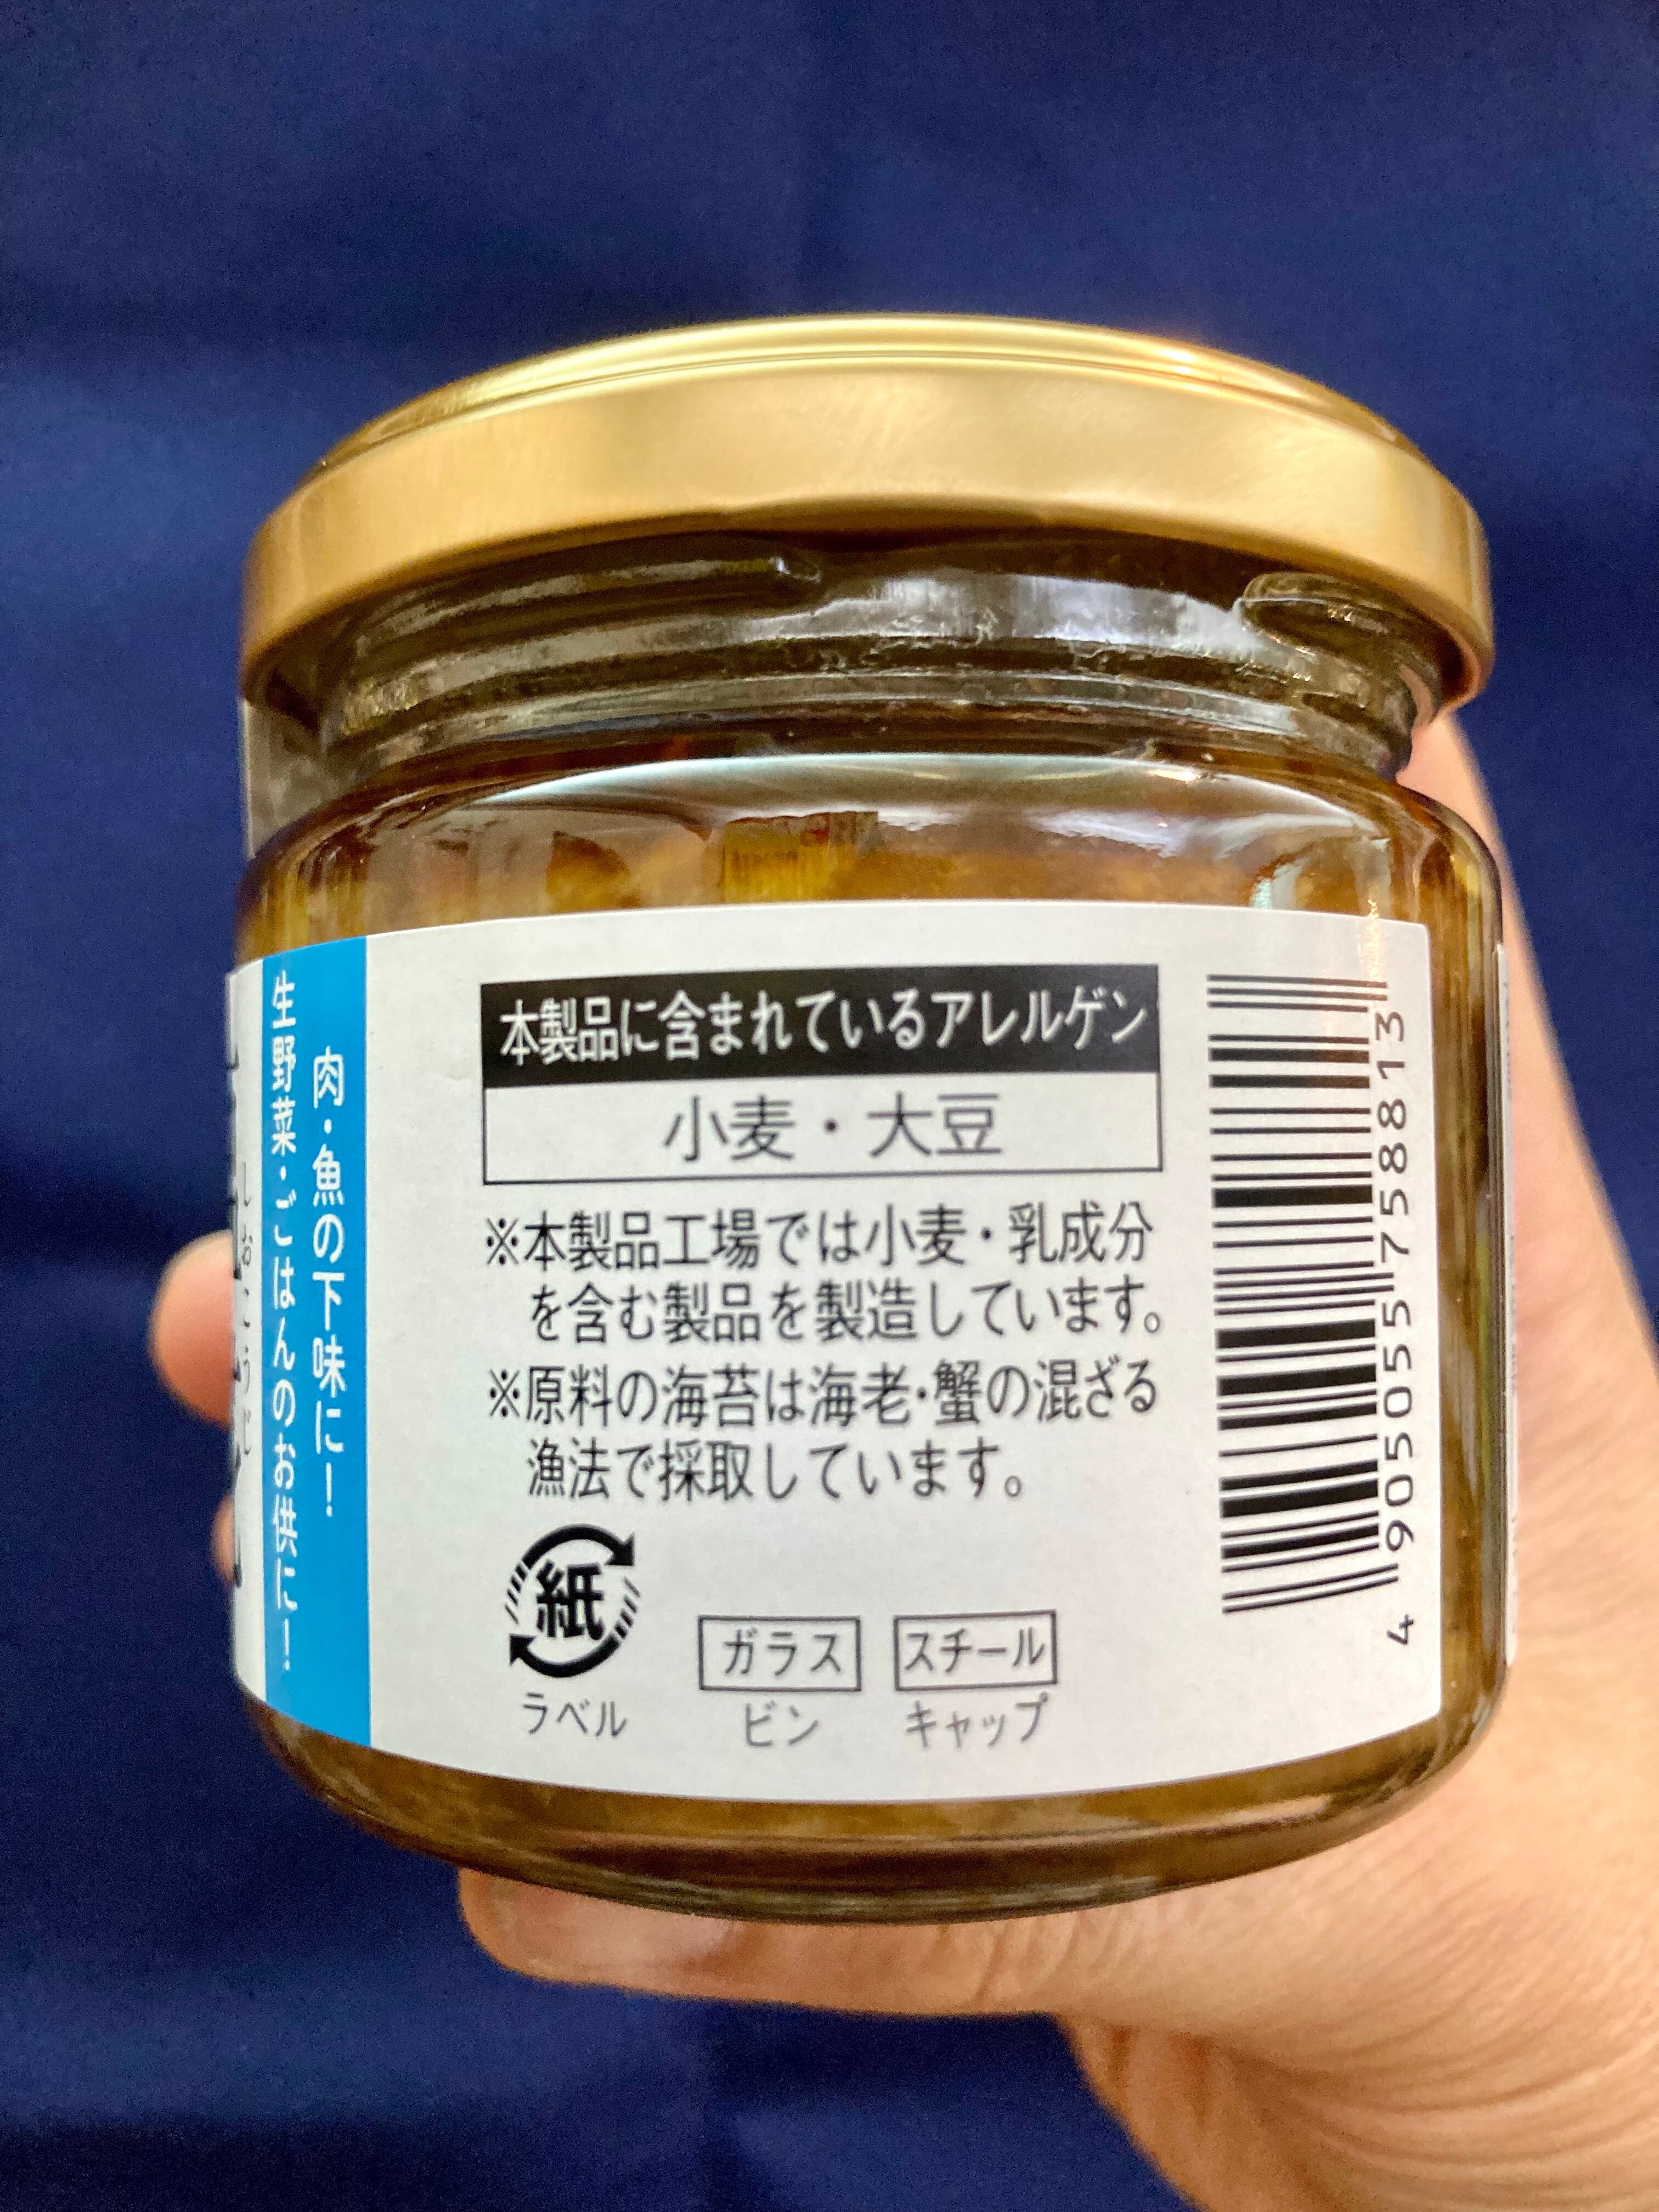 肉・魚の下味に!
生野菜・ごはんのお供に!
本製品に含まれているアレルゲン
小麦・大豆
※本製品工場では小麦・乳成分
を含む製品を製造しています。
※原料の海苔は海老・蟹の混ざる
漁法で採取しています。
紙
ラベル
ガラス
ビン
スチール
キャップ
4 905055 758813